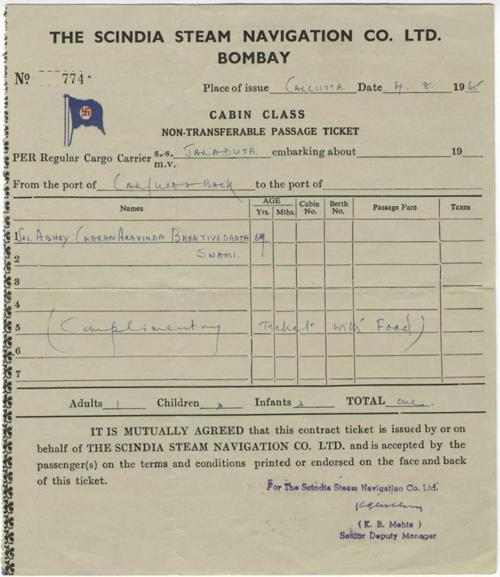 THE SCINDIA STEAM NAVIGATION CO. LTD.
BOMBAY
Nº 774
Place of issue CALCUTTA Date 4. 8. 1965
CABIN CLASS
NON-TRANSFERABLE PASSAGE TICKET
PER Regular Cargo Carrier s.s. m.v. JALADUTA embarking about 19
From the port of to the port of
Names AGE Yrs. Mths. Cabin No. Berth No. Passage Fare Taxes
1 Sri. ABHOY CHARAN ARAVINDA BHAKTIVEDANTA 69
2 SWAMI.
3
4
5 (Complimentary Ticket with Food)
6
7
Adults 1 Children Infants TOTAL one
IT IS MUTUALLY AGREED that this contract ticket is issued by or on
behalf of THE SCINDIA STEAM NAVIGATION CO. LTD. and is accepted by the
passenger(s) on the terms and conditions printed or endorsed on the face and back
of this ticket.
For The Scindia Steam Navigation Co. Ltd.
( K. B. Mehta )
Senior Deputy Manager